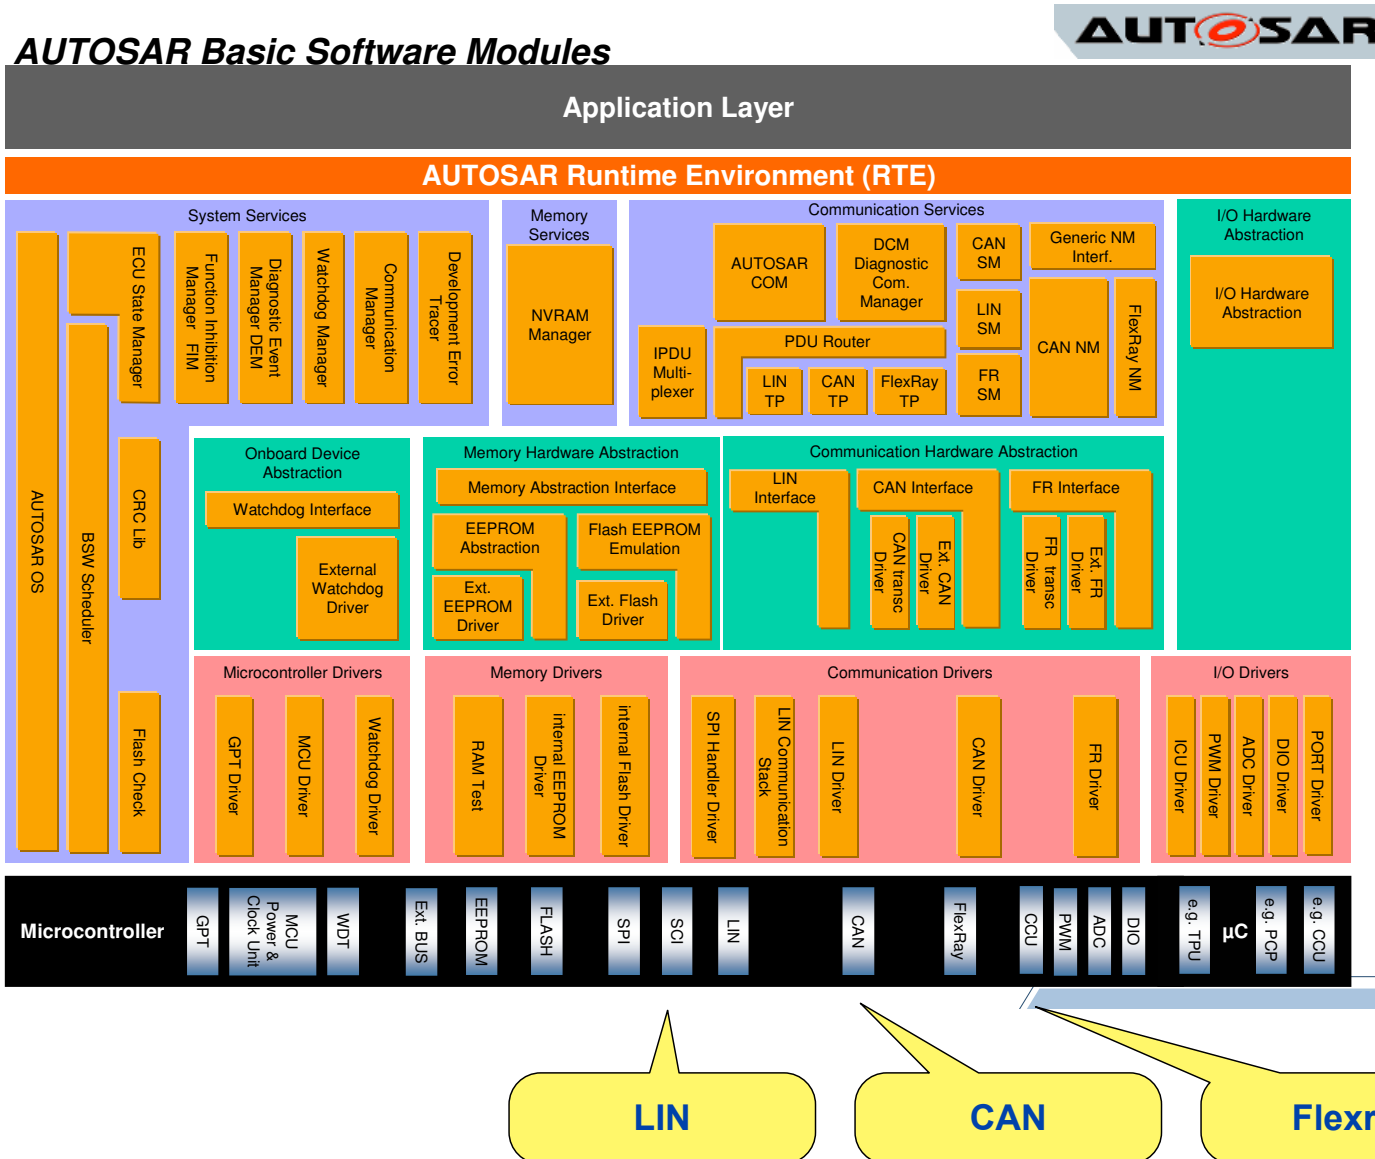 AUTOSAR
AUTOSAR Basic Software Modules
Application Layer
AUTOSAR Runtime Environment (RTE)
System Services
AUTOSAR OS
BSW Scheduler
ECU State Manager
CRC Lib
Flash Check
Function Inhibition
Manager FIM
Diagnostic Event
Manager DEM
Watchdog Manager
Communication
Manager
Development Error
Tracer
Memory
Services
NVRAM
Manager
Communication Services
IPDU
Multi-
plexer
AUTOSAR
COM
DCM
Diagnostic
Com.
Manager
PDU Router
LIN
TP
CAN
TP
FlexRay
TP
CAN
SM
LIN
SM
FR
SM
Generic NM
Interf.
CAN NM
FlexRay NM
I/O Hardware
Abstraction
I/O Hardware
Abstraction
Onboard Device
Abstraction
Watchdog Interface
External
Watchdog
Driver
Memory Hardware Abstraction
Memory Abstraction Interface
EEPROM
Abstraction
Ext.
EEPROM
Driver
Flash EEPROM
Emulation
Ext. Flash
Driver
Communication Hardware Abstraction
LIN
Interface
CAN Interface
CAN transc
Driver
Ext. CAN
Driver
FR Interface
FR transc
Driver
Ext. FR
Driver
Microcontroller Drivers
GPT Driver
MCU Driver
Watchdog Driver
Memory Drivers
RAM Test
internal EEPROM
Driver
internal Flash Driver
Communication Drivers
SPI Handler Driver
LIN Communication
Stack
LIN Driver
CAN Driver
FR Driver
I/O Drivers
ICU Driver
PWM Driver
ADC Driver
DIO Driver
PORT Driver
Microcontroller
GPT
MCU
Power &
Clock Unit
WDT
Ext. BUS
EEPROM
FLASH
SPI
SCI
LIN
CAN
FlexRay
CCU
PWM
ADC
DIO
e.g. TPU
µC
e.g. PCP
e.g. CCU
LIN
CAN
Flexr